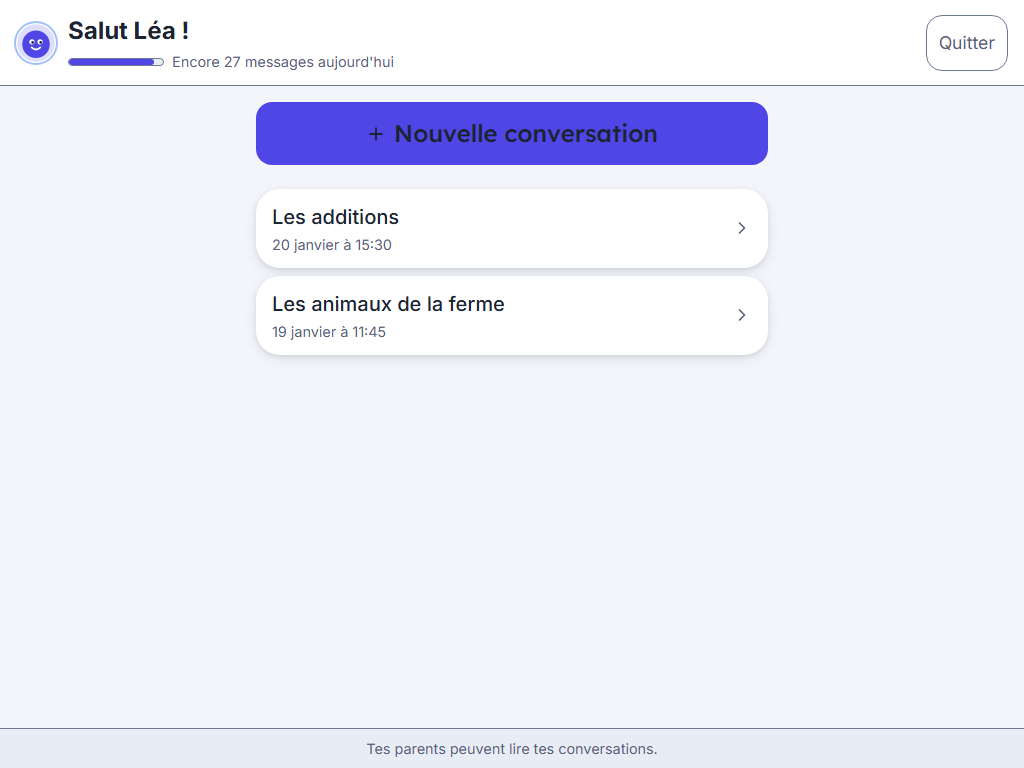 Salut Léa !
Encore 27 messages aujourd'hui
Quitter
+ Nouvelle conversation
Les additions
20 janvier à 15:30
Les animaux de la ferme
19 janvier à 11:45
Tes parents peuvent lire tes conversations.